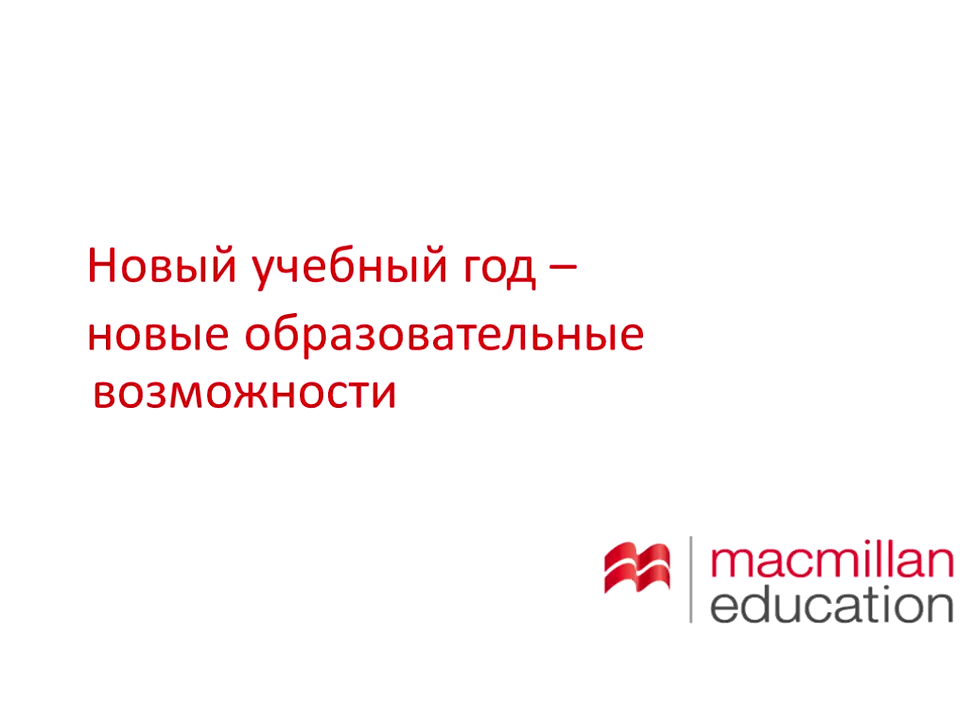 Новый учебный год –
новые образовательные
возможности
macmillan
education